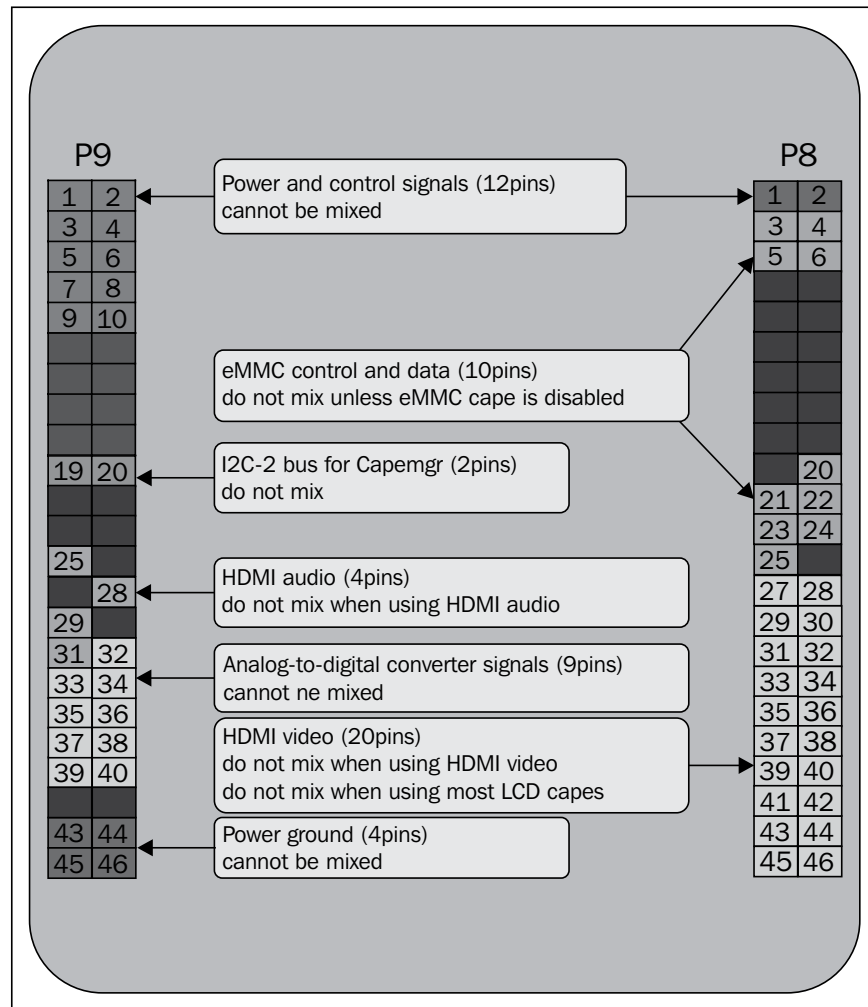 P9
P8
Power and control signals (12pins)
cannot be mixed
1 2
3 4
5 6
7 8
9 10
19 20
25
28
29
31 32
33 34
35 36
37 38
39 40
43 44
45 46
eMMC control and data (10pins)
do not mix unless eMMC cape is disabled
I2C-2 bus for Capemgr (2pins)
do not mix
HDMI audio (4pins)
do not mix when using HDMI audio
Analog-to-digital converter signals (9pins)
cannot ne mixed
HDMI video (20pins)
do not mix when using HDMI video
do not mix when using most LCD capes
Power ground (4pins)
cannot be mixed
1 2
3 4
5 6
20
21 22
23 24
25
27 28
29 30
31 32
33 34
35 36
37 38
39 40
41 42
43 44
45 46